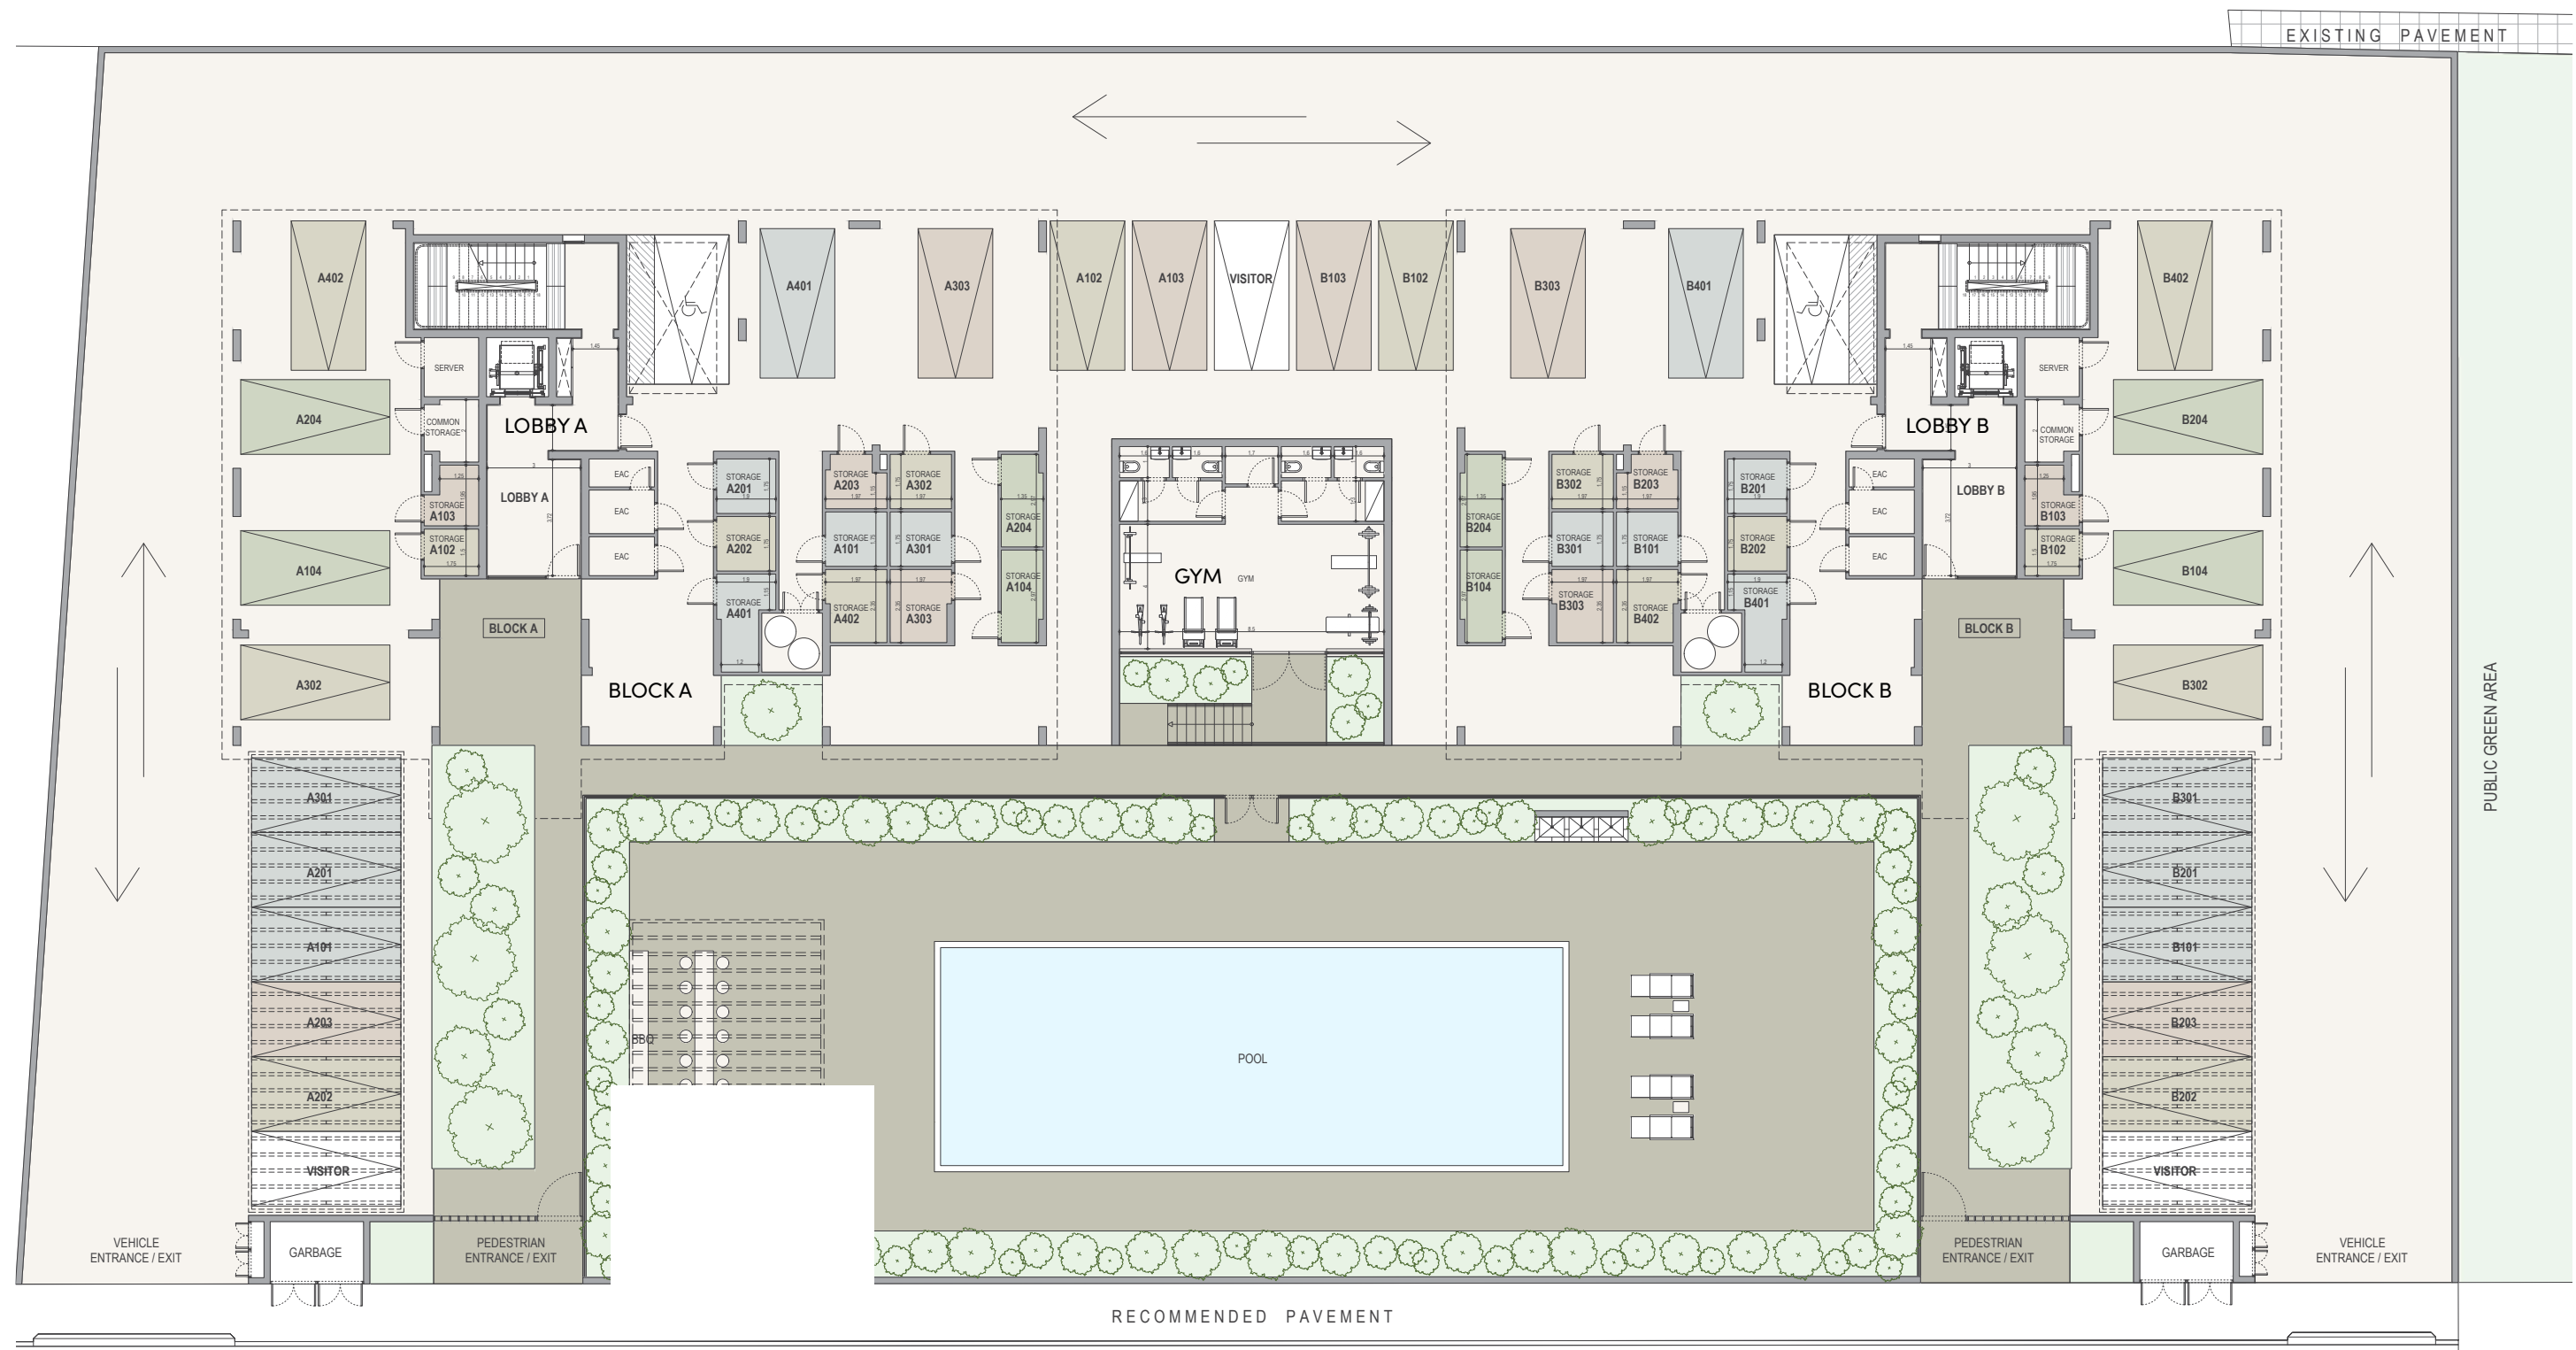 EXISTING PAVEMENT
A402
A401
A303
A102
A103
VISITOR
B103
B102
B303
B401
B402
SERVER
SERVER
A204
COMMON
STORAGE
LOBBY A
LOBBY B
COMMON
STORAGE
B204
EAC
STORAGE
A201
STORAGE
A203
STORAGE
A302
STORAGE
B302
STORAGE
B203
STORAGE
B201
EAC
LOBBY A
LOBBY B
STORAGE
A103
EAC
STORAGE
A204
STORAGE
B204
EAC
STORAGE
B103
STORAGE
A102
STORAGE
A202
STORAGE
A101
STORAGE
A301
STORAGE
B301
STORAGE
B101
STORAGE
B202
STORAGE
B102
EAC
EAC
A104
GYM
GYM
B104
STORAGE
A104
STORAGE
B104
STORAGE
A401
STORAGE
A402
STORAGE
A303
STORAGE
B303
STORAGE
B402
STORAGE
B401
BLOCK A
BLOCK B
A302
BLOCK A
BLOCK B
B302
PUBLIC GREEN AREA
A301
B301
A201
B201
A101
B101
A203
B203
BBQ
POOL
A202
B202
VISITOR
VISITOR
VEHICLE
ENTRANCE / EXIT
GARBAGE
PEDESTRIAN
ENTRANCE / EXIT
PEDESTRIAN
ENTRANCE / EXIT
GARBAGE
VEHICLE
ENTRANCE / EXIT
RECOMMENDED PAVEMENT